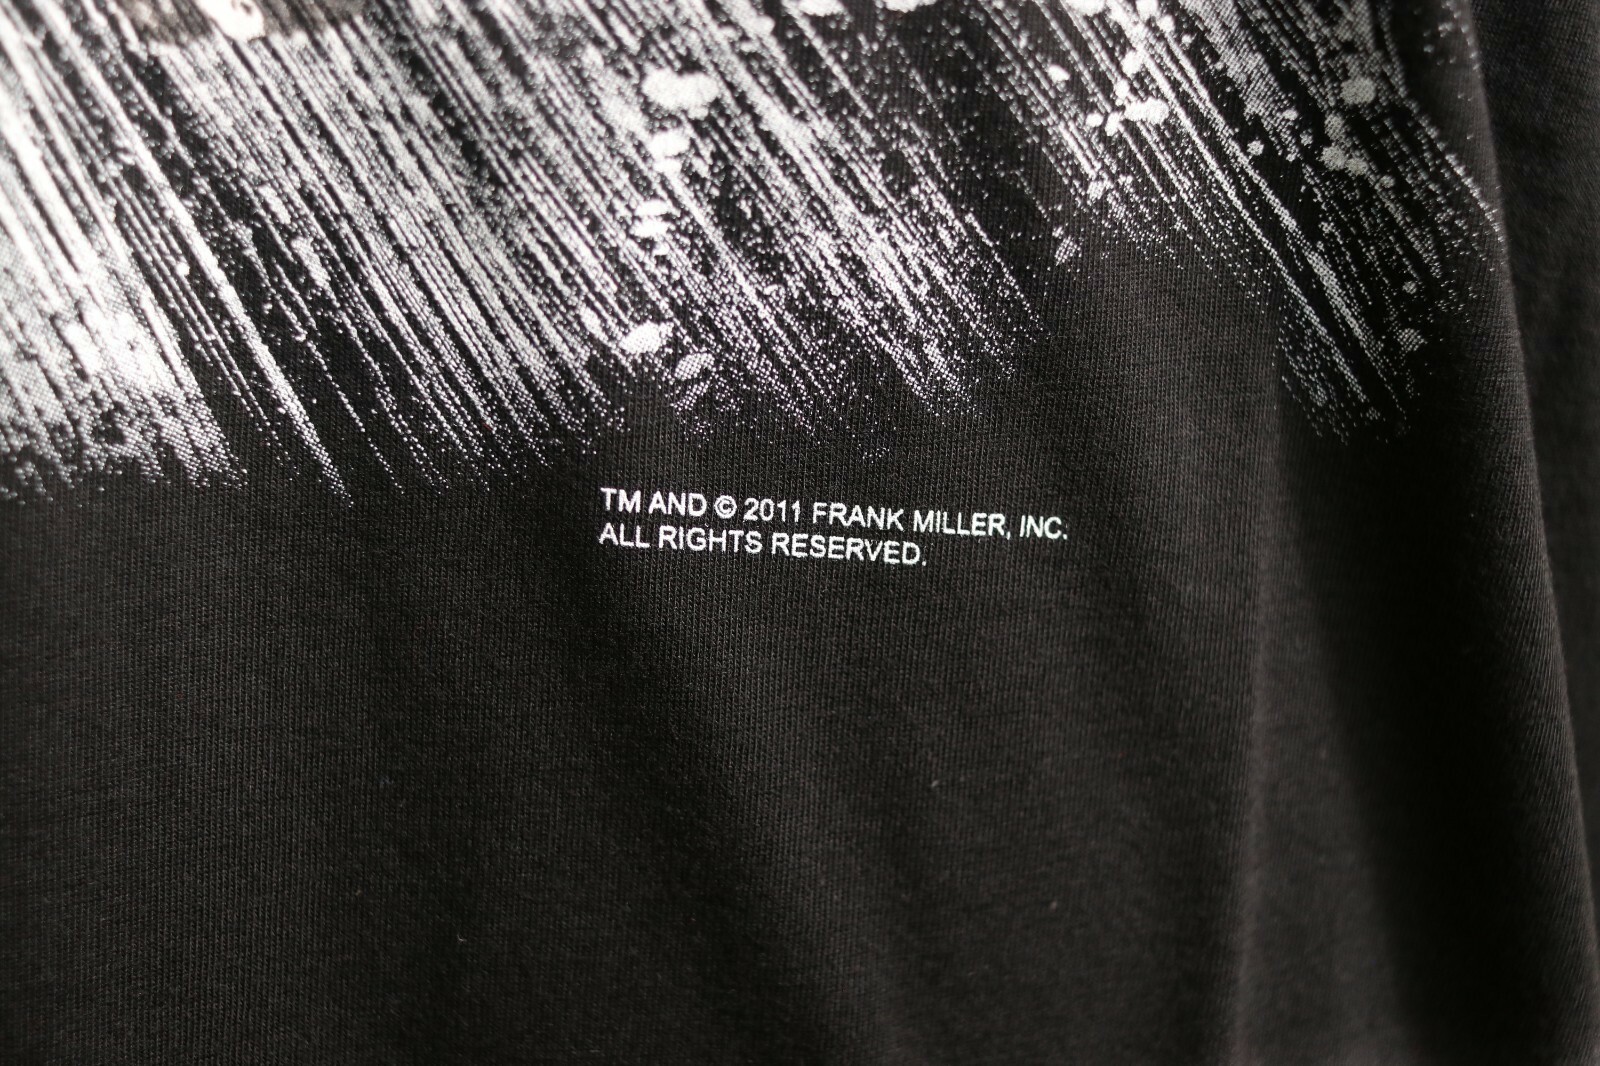 TM AND © 2011 FRANK MILLER, INC.
ALL RIGHTS RESERVED.